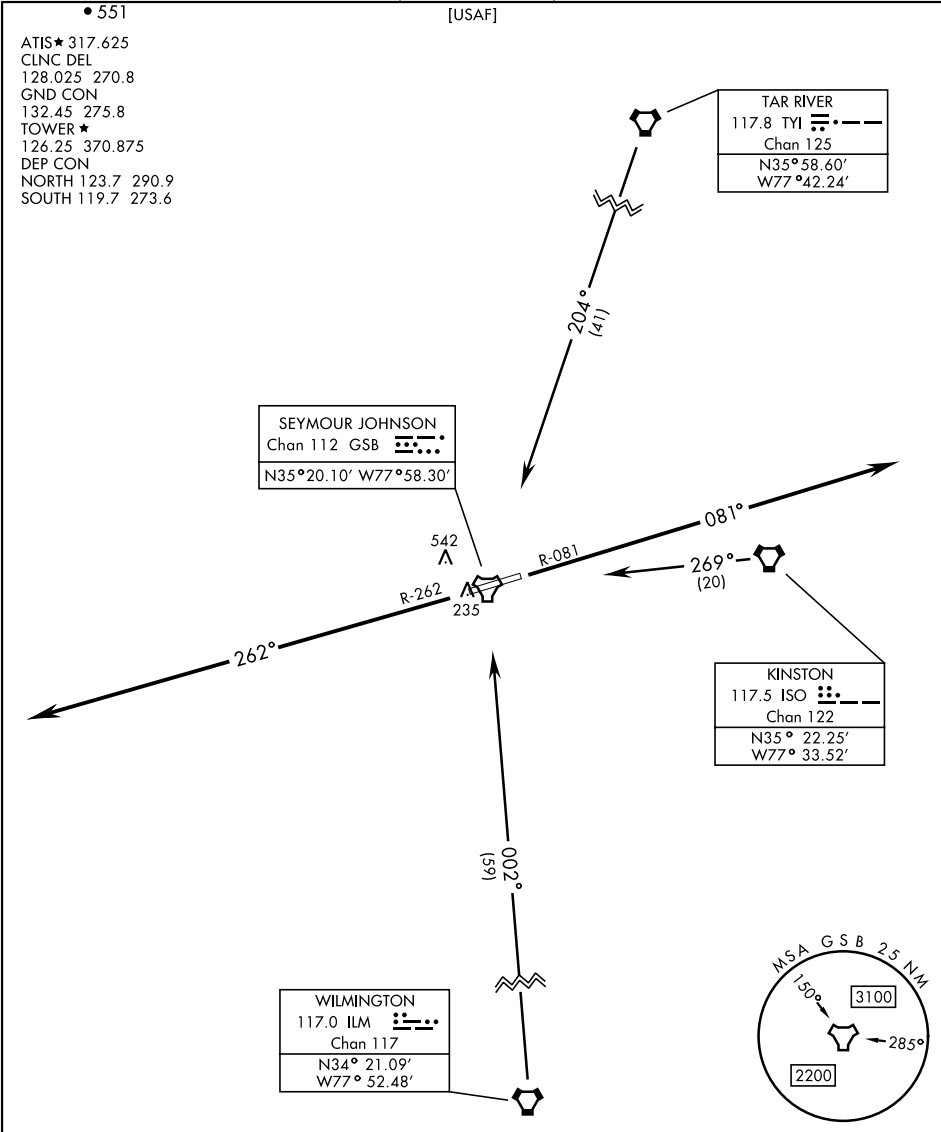 551
[USAF]
ATIS★ 317.625
CLNC DEL
128.025 270.8
GND CON
132.45 275.8
TOWER ★
126.25 370.875
DEP CON
NORTH 123.7 290.9
SOUTH 119.7 273.6
TAR RIVER
117.8 TYI
Chan 125
N35°58.60'
W77°42.24'
204°
(41)
SEYMOUR JOHNSON
Chan 112 GSB
N35°20.10' W77°58.30'
081°
542
R-081
269°
(20)
R-262
235
262°
KINSTON
117.5 ISO
Chan 122
N35° 22.25'
W77° 33.52'
002°
(59)
WILMINGTON
117.0 ILM
Chan 117
N34° 21.09'
W77° 52.48'
MSA GSB 25 NM
150°
3100
285°
2200